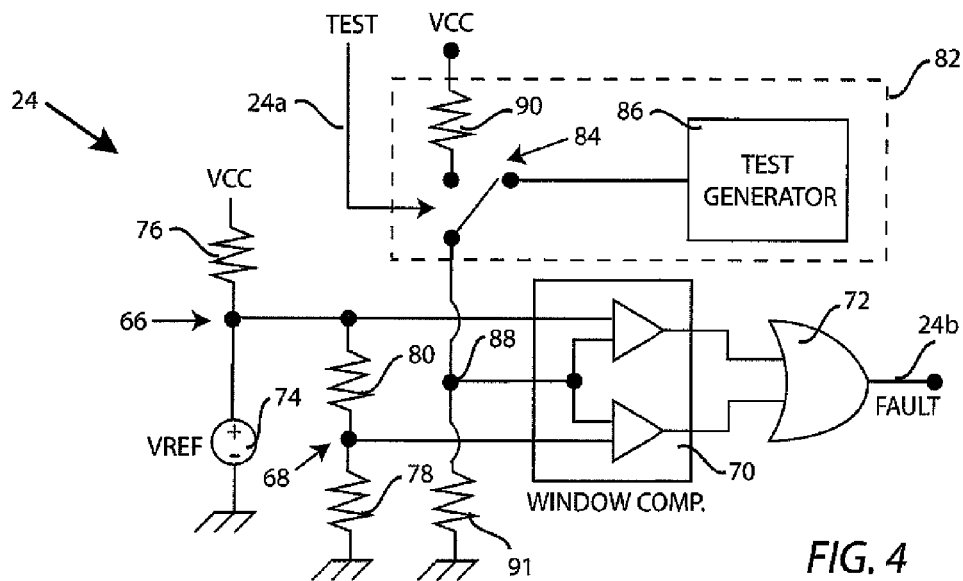 TEST
VCC
82
24
24a
90
86
84
TEST
GENERATOR
VCC
76
66
80
88
72
24b
FAULT
74
+
-
VREF
68
78
70
WINDOW COMP.
91
FIG. 4